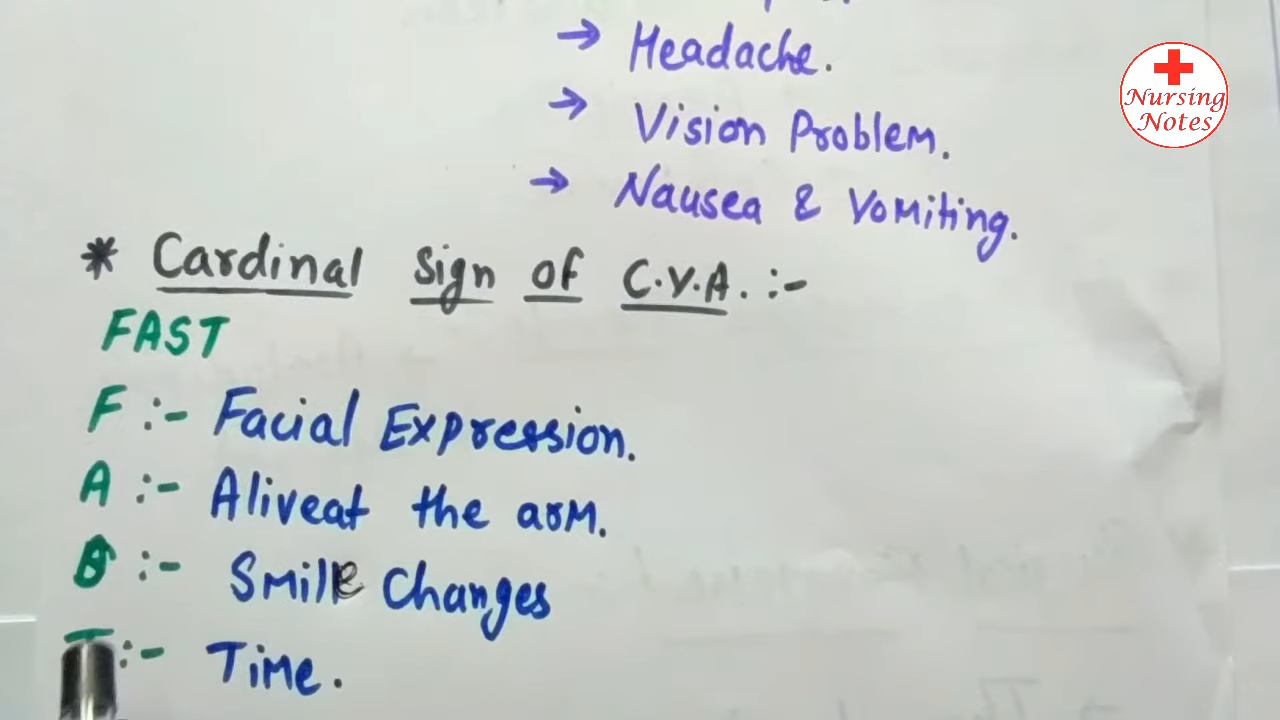 → Headache.
→ Vision Problem.
→ Nausea & Vomiting.
Nursing
Notes
* Cardinal Sign of C.V.A. :-
FAST
F :- Facial Expression.
A :- Aliveat the arm.
S :- Smile Changes
T :- Time.